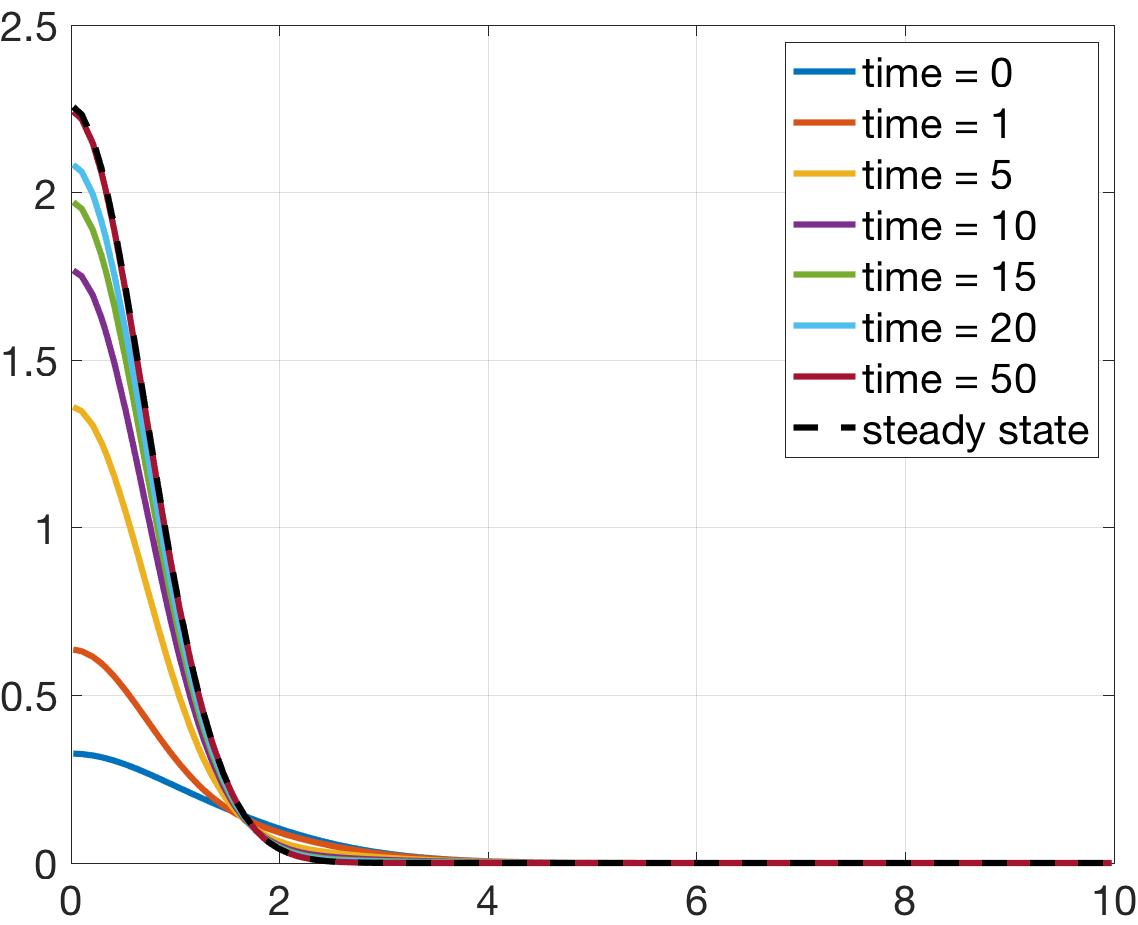 2.5
2
1.5
1
0.5
0
0 2 4 6 8 10
time = 0
time = 1
time = 5
time = 10
time = 15
time = 20
time = 50
steady state